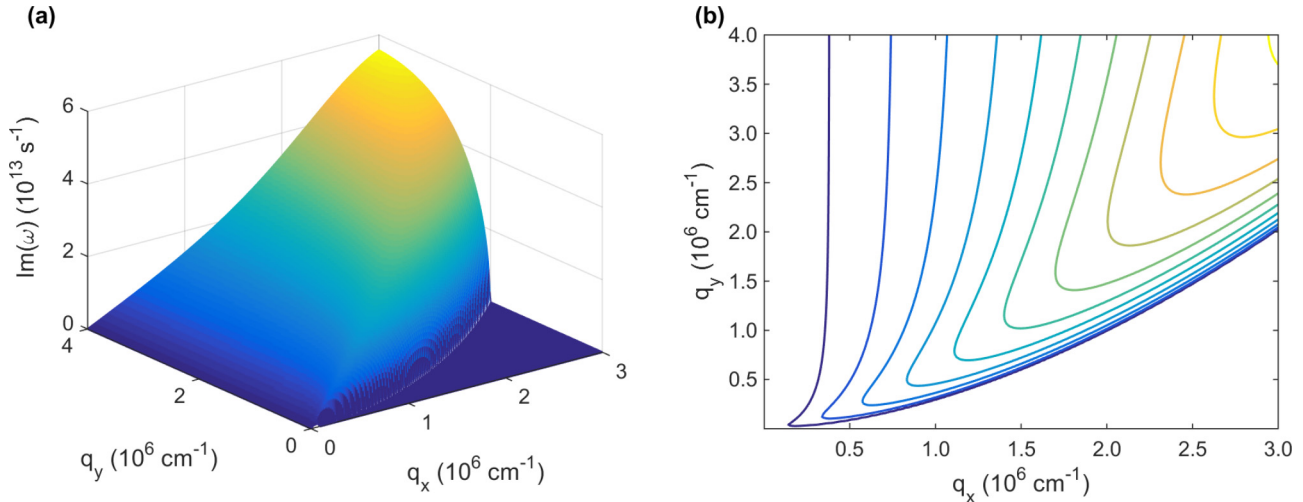 (a)
Im(ω) (10¹³ s⁻¹)
6
4
2
0
4
2
0
q_y (10⁶ cm⁻¹)
0
1
2
3
q_x (10⁶ cm⁻¹)
(b)
q_y (10⁶ cm⁻¹)
4.0
3.5
3.0
2.5
2.0
1.5
1.0
0.5
0.5 1.0 1.5 2.0 2.5 3.0
q_x (10⁶ cm⁻¹)